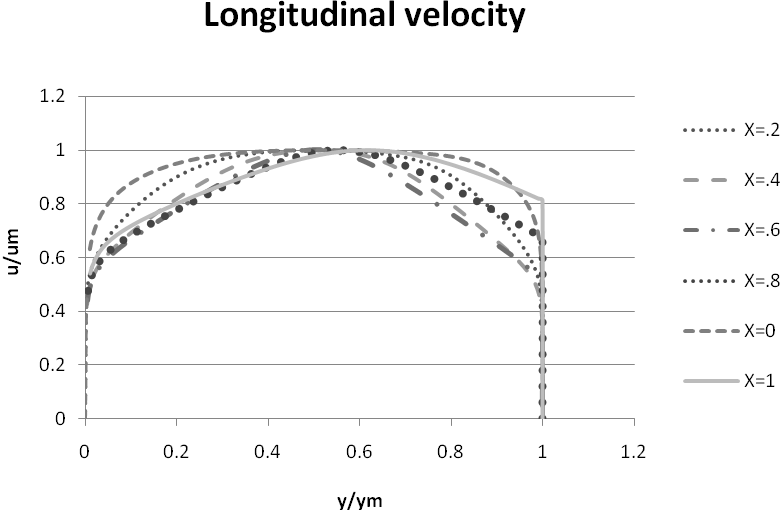 Longitudinal velocity
1.2
1
0.8
0.6
0.4
0.2
0
u/um
0 0.2 0.4 0.6 0.8 1 1.2
y/ym
X=.2
X=.4
X=.6
X=.8
X=0
X=1